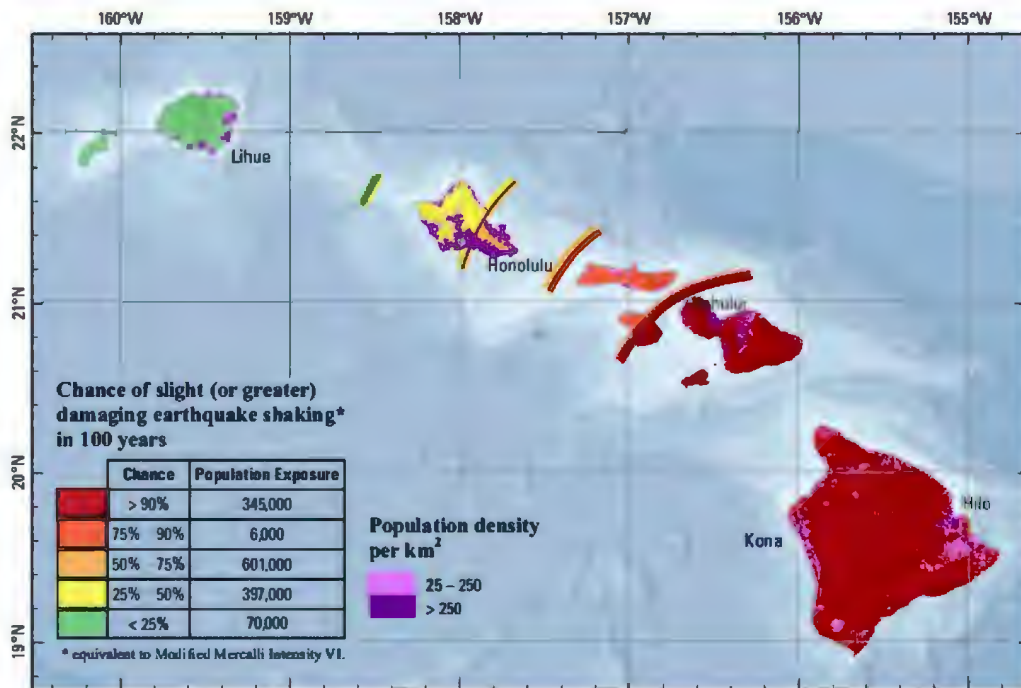 160°W 159°W 158°W 157°W 156°W 155°W
22°N
Lihue
Honolulu
21°N
Chance of slight (or greater)
damaging earthquake shaking*
in 100 years
20°N
Chance Population Exposure
> 90% 345,000
75% 90% 6,000
50% 75% 601,000
25% 50% 397,000
< 25% 70,000
* equivalent to Modified Mercalli Intensity VI.
Population density
per km²
25 – 250
> 250
Kona
Hilo
19°N